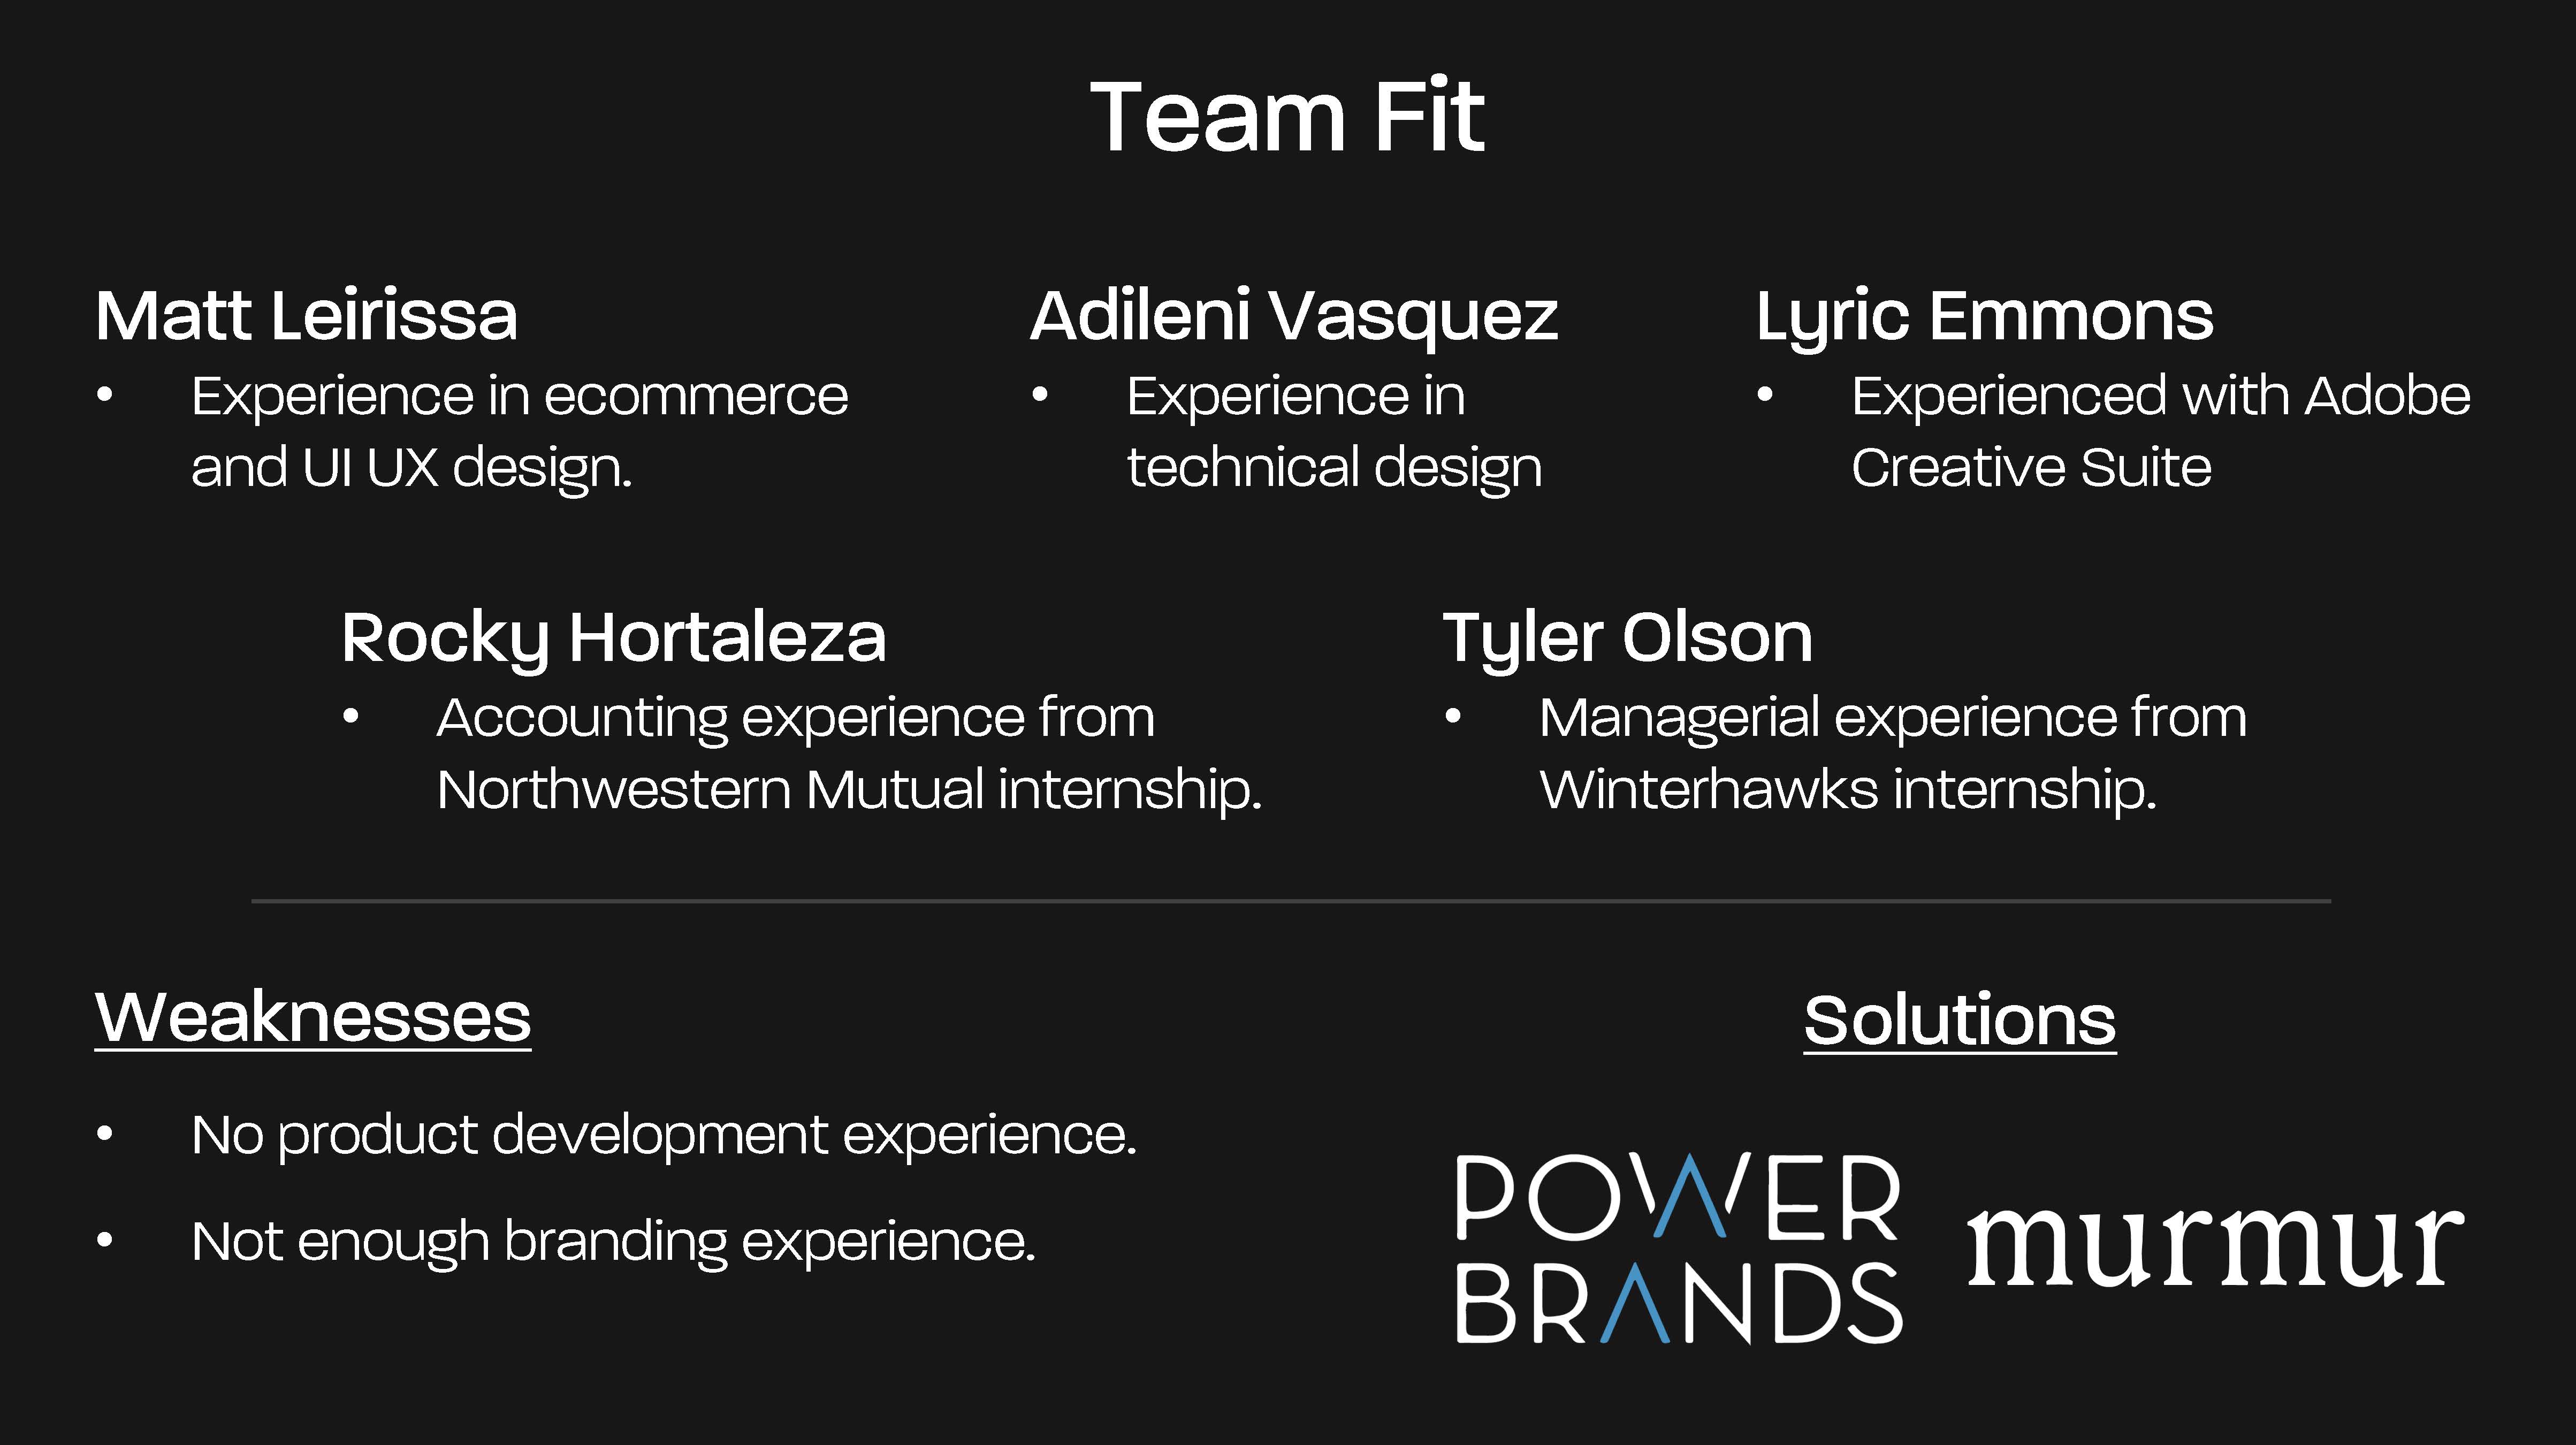 Team Fit
Matt Leirissa
• Experience in ecommerce
and UI UX design.
Adileni Vasquez
• Experience in
technical design
Lyric Emmons
• Experienced with Adobe
Creative Suite
Rocky Hortaleza
• Accounting experience from
Northwestern Mutual internship.
Tyler Olson
• Managerial experience from
Winterhawks internship.
Weaknesses
• No product development experience.
• Not enough branding experience.
Solutions
POWER
BRANDS
murmur